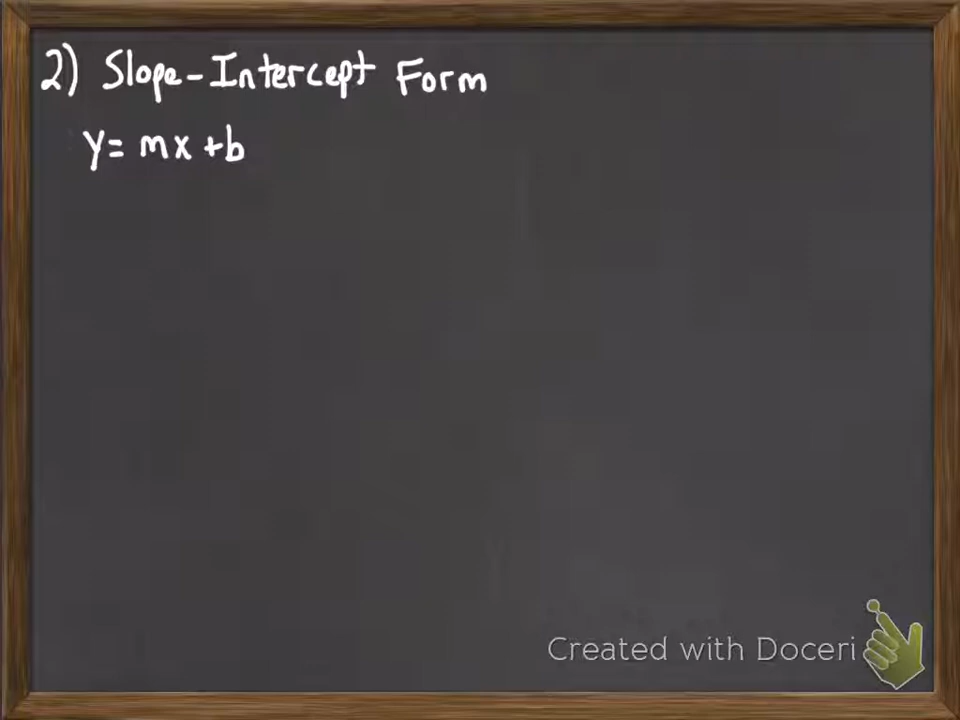 2) Slope-Intercept Form
y= mx +b
Created with Doceri